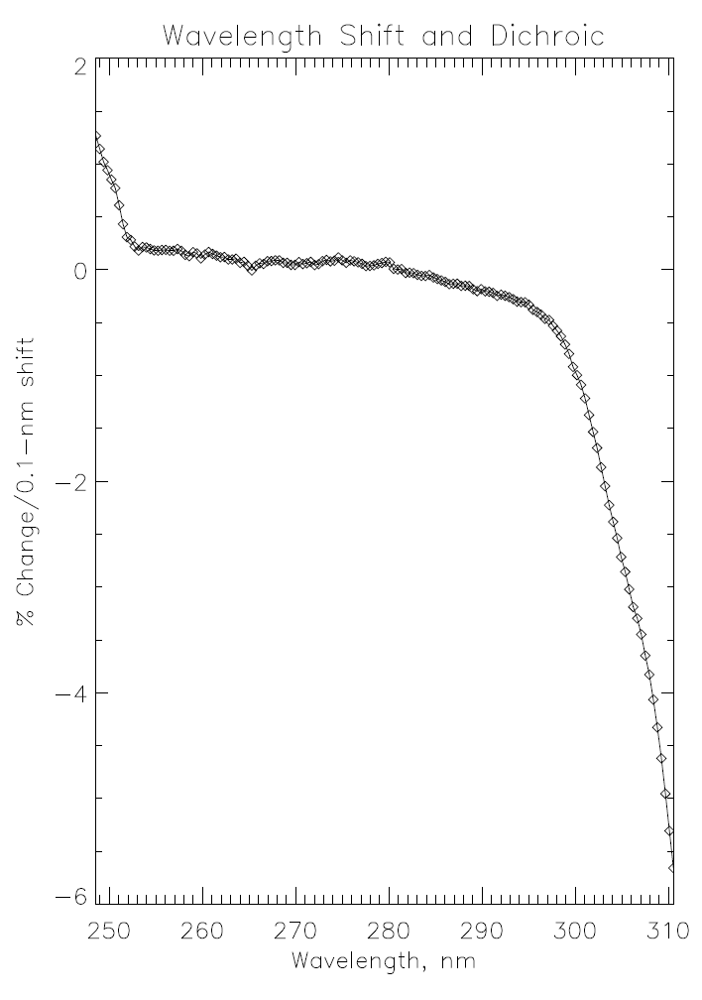 Wavelength Shift and Dichroic
2
0
−2
−4
−6
% Change/0.1−nm shift
250 260 270 280 290 300 310
Wavelength, nm